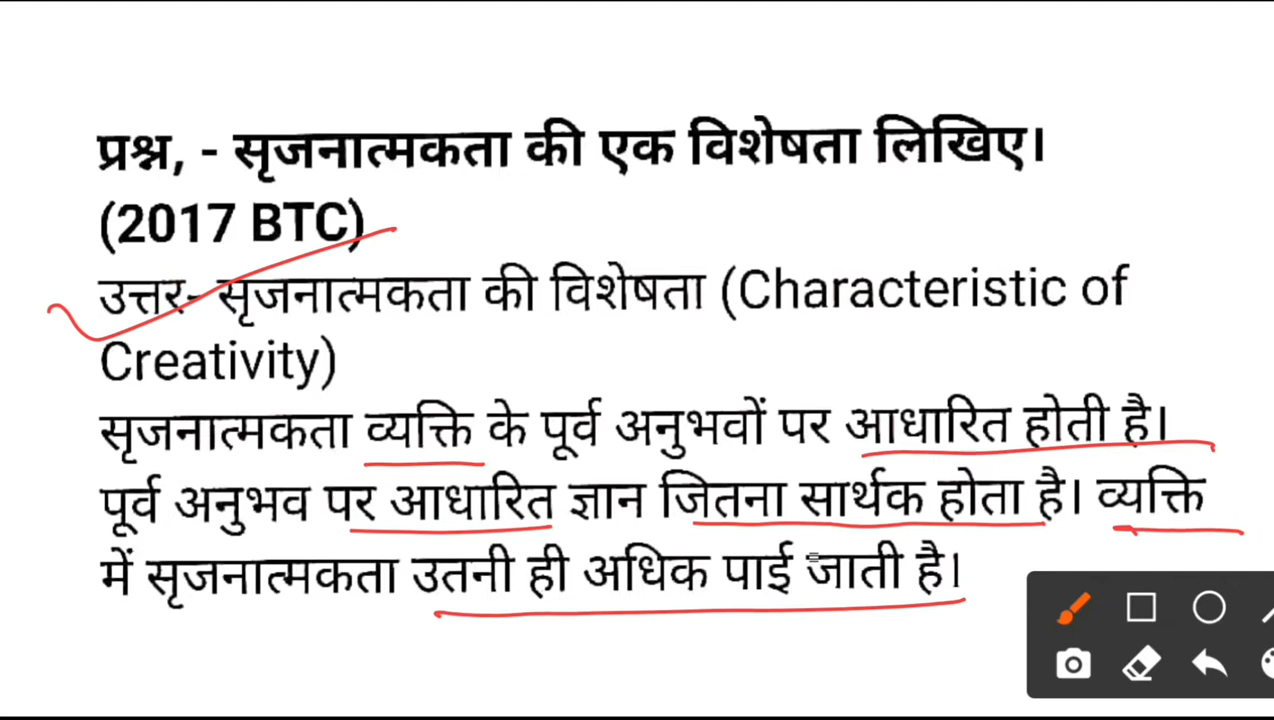 प्रश्न, - सृजनात्मकता की एक विशेषता लिखिए।
(2017 BTC)
उत्तर- सृजनात्मकता की विशेषता (Characteristic of
Creativity)
सृजनात्मकता व्यक्ति के पूर्व अनुभवों पर आधारित होती है।
पूर्व अनुभव पर आधारित ज्ञान जितना सार्थक होता है। व्यक्ति
में सृजनात्मकता उतनी ही अधिक पाई जाती है।